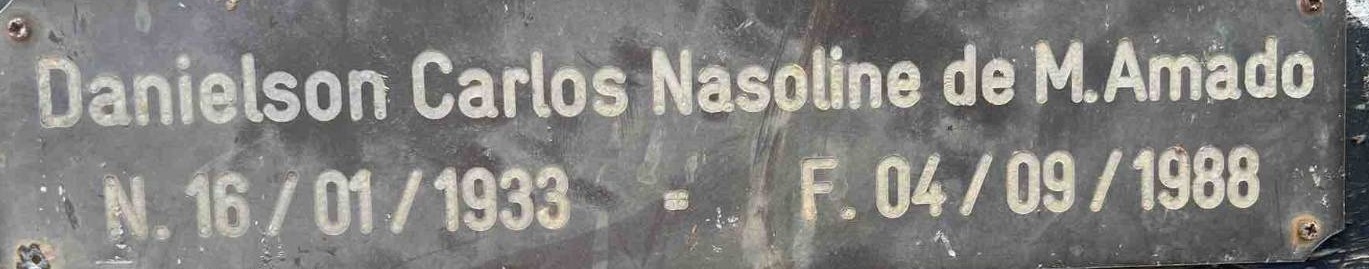 Danielson Carlos Nasoline de M. Amado
N. 16 / 01 / 1933 = F. 04 / 09 / 1988